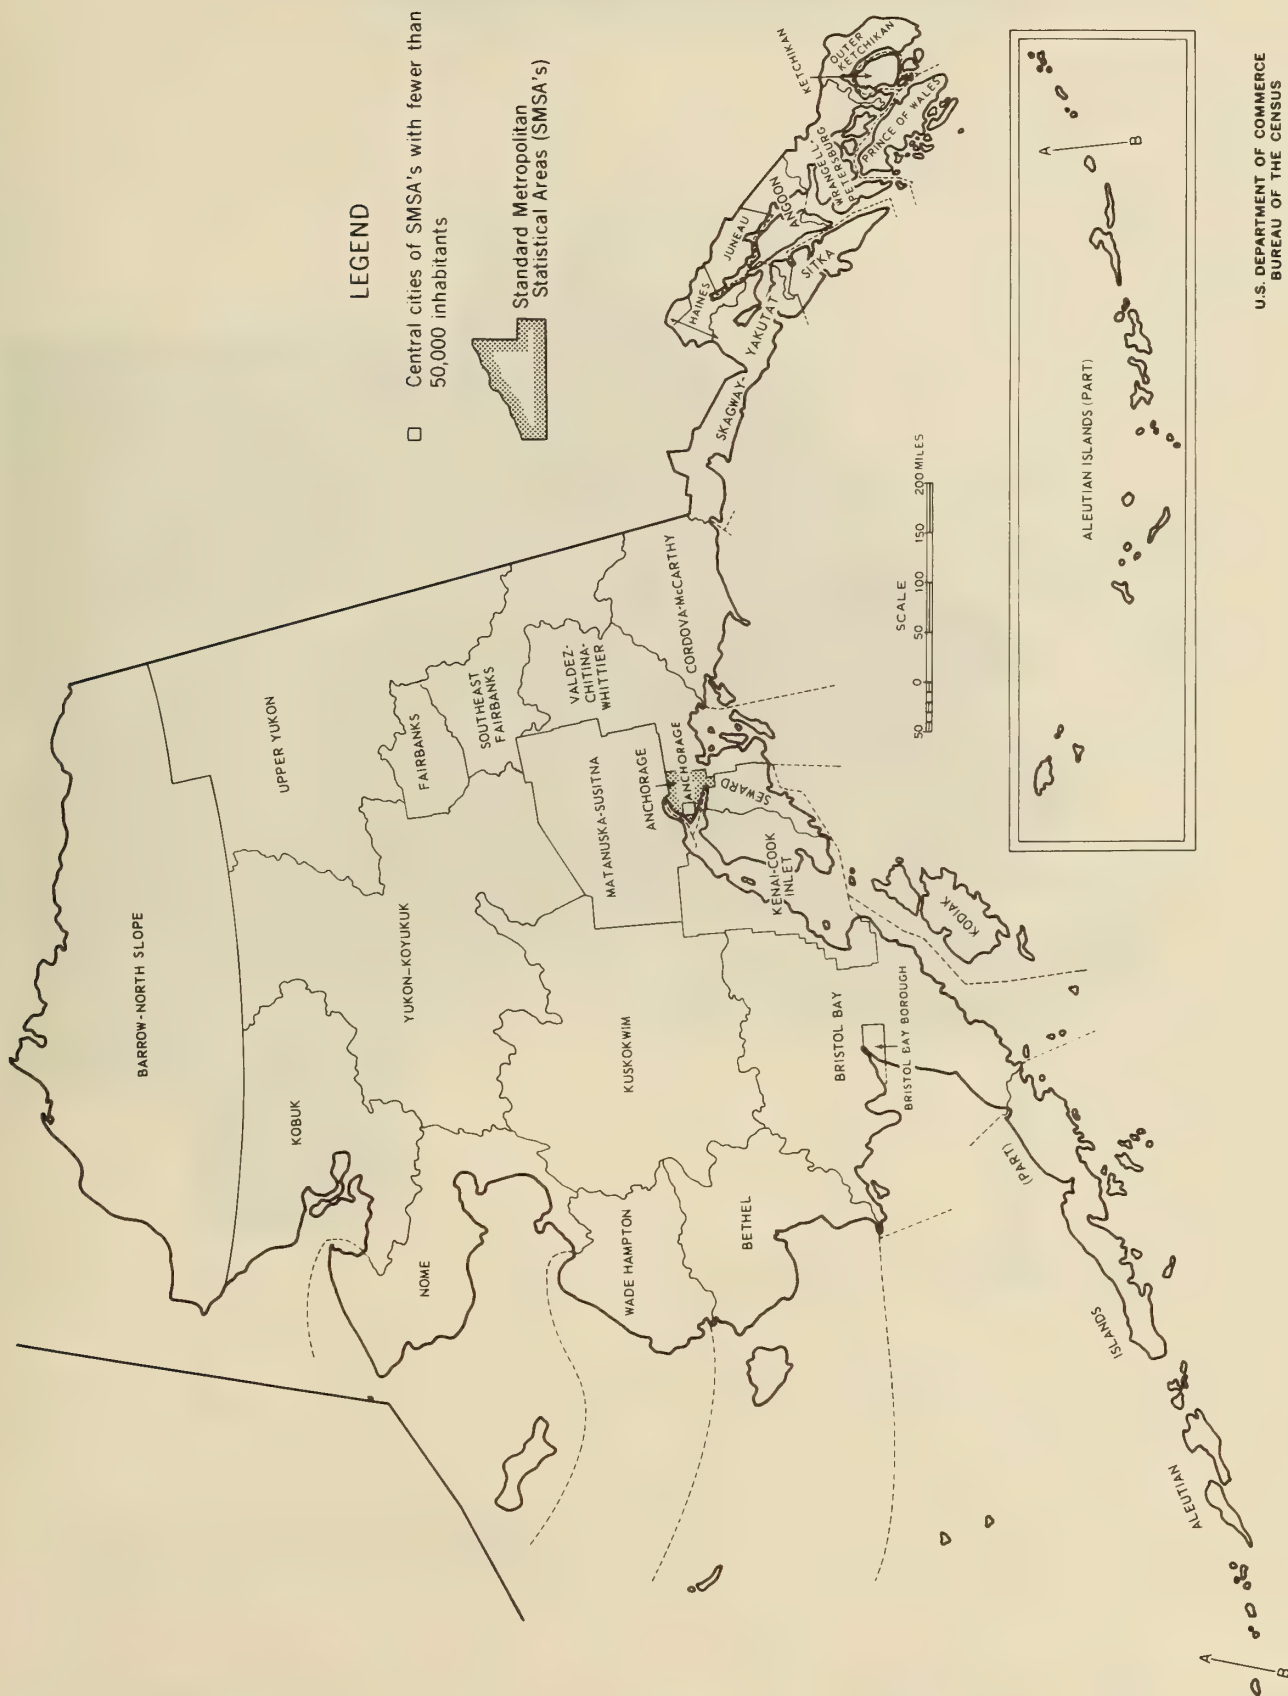 LEGEND
Central cities of SMSA's with fewer than
50,000 inhabitants
Standard Metropolitan
Statistical Areas (SMSA's)
BARROW-NORTH SLOPE
KOBUK
UPPER YUKON
NOME
YUKON-KOYUKUK
FAIRBANKS
SOUTHEAST
FAIRBANKS
WADE HAMPTON
KUSKOKWIM
MATANUSKA-SUSITNA
VALDEZ-
CHITINA-
WHITTIER
ANCHORAGE
ANCHORAGE
ANCHORAGE
CORDOVA-McCARTHY
BETHEL
BRISTOL BAY
BRISTOL BAY BOROUGH
KENAI-COOK
INLET
SEWARD
KODIAK
SKAGWAY-
YAKUTAT
HAINES
JUNEAU
ANGOON
SITKA
WRANGELL-
PETERSBURG
PRINCE OF WALES
KETCHIKAN
OUTER
KETCHIKAN
ALEUTIAN
ISLANDS
(PART)
A
B
SCALE
50 0 50 100 150 200 MILES
A
B
ALEUTIAN ISLANDS (PART)
U.S. DEPARTMENT OF COMMERCE
BUREAU OF THE CENSUS